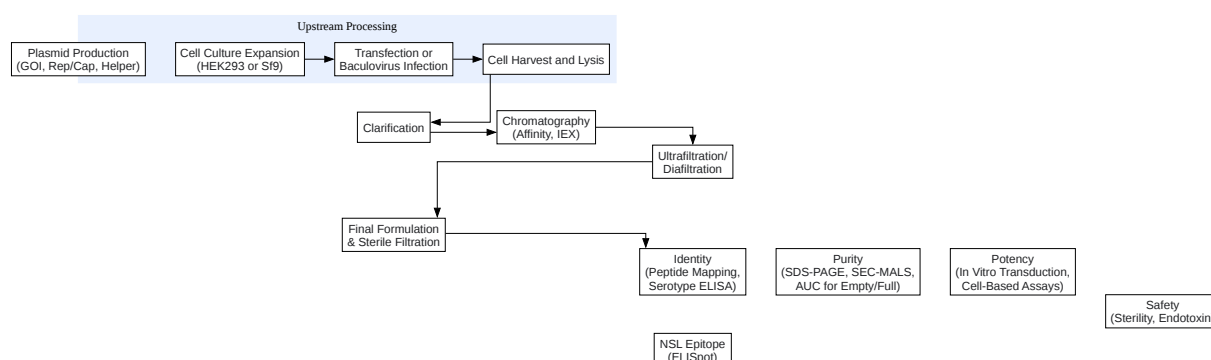 Upstream Processing
Plasmid Production
(GOI, Rep/Cap, Helper)
Cell Culture Expansion
(HEK293 or Sf9)
Transfection or
Baculovirus Infection
Cell Harvest and Lysis
Clarification
Chromatography
(Affinity, IEX)
Ultrafiltration/
Diafiltration
Final Formulation
& Sterile Filtration
Identity
(Peptide Mapping,
Serotype ELISA)
Purity
(SDS-PAGE, SEC-MALS,
AUC for Empty/Full)
Potency
(In Vitro Transduction,
Cell-Based Assays)
Safety
(Sterility, Endotoxin
NSL Epitope
(ELISpot)